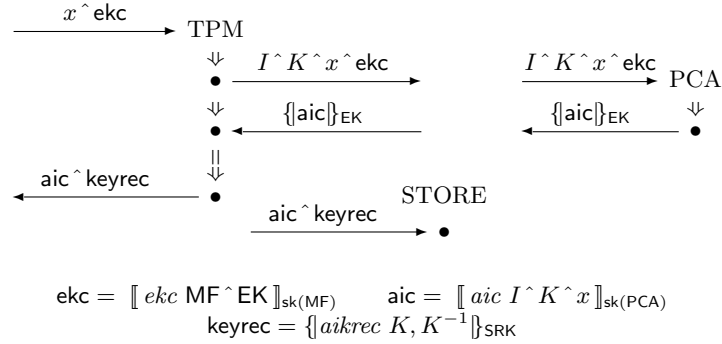 x ˆ ekc TPM
I ˆ K ˆ x ˆ ekc I ˆ K ˆ x ˆ ekc PCA
{|aic|}EK {|aic|}EK
aic ˆ keyrec STORE
aic ˆ keyrec
ekc = [[ ekc MF ˆ EK ]]sk(MF) aic = [[ aic I ˆ K ˆ x ]]sk(PCA)
keyrec = {|aikrec K, K⁻¹|}SRK